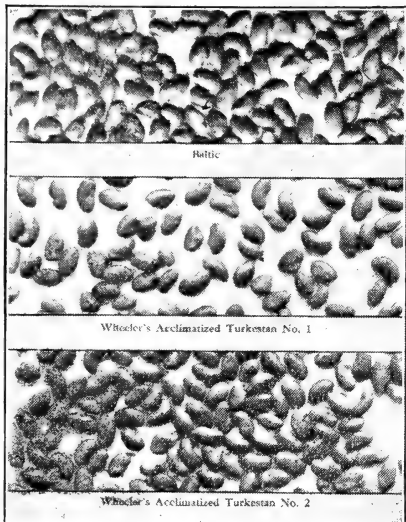 Baltic
Wheeler's Acclimatized Turkestan No. 1
Wheeler's Acclimatized Turkestan No. 2